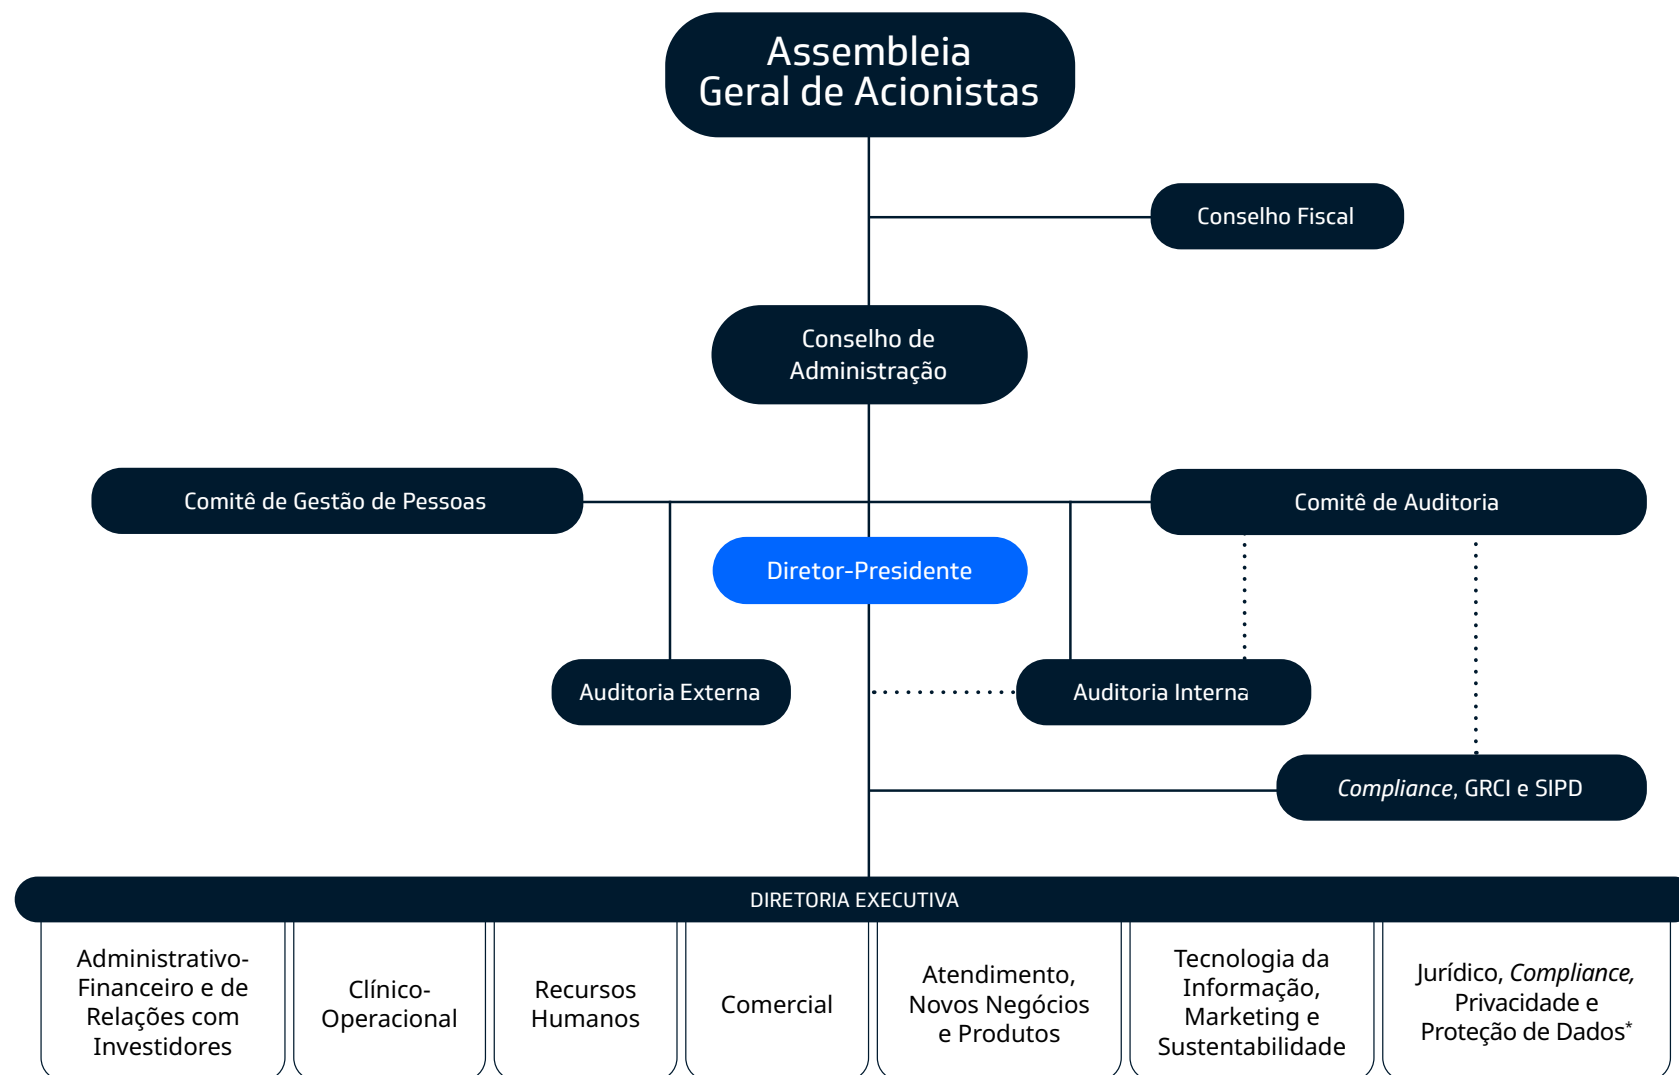 Assembleia
Geral de Acionistas
Conselho Fiscal
Conselho de
Administração
Comitê de Gestão de Pessoas
Comitê de Auditoria
Diretor-Presidente
Auditoria Externa
Auditoria Interna
Compliance, GRCI e SIPD
DIRETORIA EXECUTIVA
Administrativo-
Financeiro e de
Relações com
Investidores
Clínico-
Operacional
Recursos
Humanos
Comercial
Atendimento,
Novos Negócios
e Produtos
Tecnologia da
Informação,
Marketing e
Sustentabilidade
Jurídico, Compliance,
Privacidade e
Proteção de Dados*